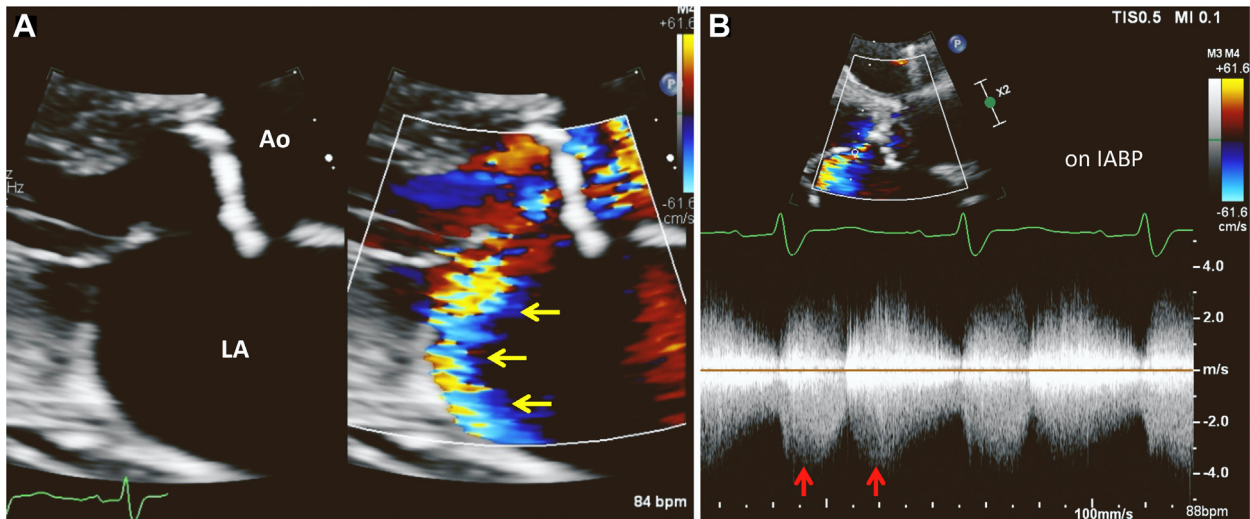 A
M4
+61.6
P
Ao
Hz
-61.6
cm/s
LA
84 bpm
B
TIS0.5 MI 0.1
P
X2
M3 M4
+61.6
on IABP
-61.6
cm/s
4.0
2.0
m/s
-2.0
-4.0
100mm/s
88bpm